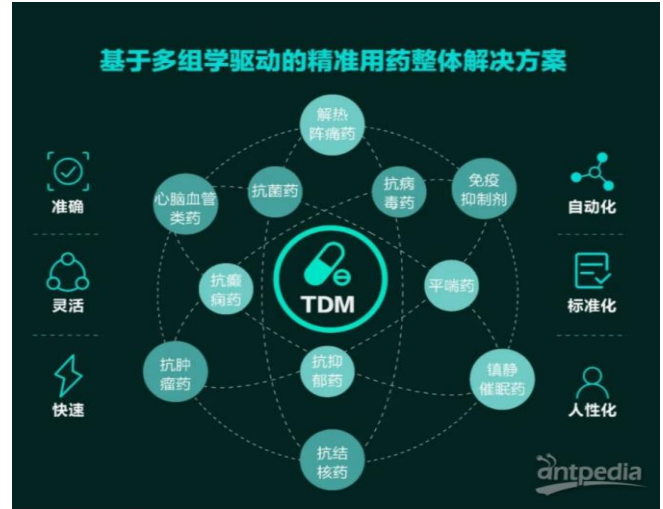 基于多组学驱动的精准用药整体解决方案
解热
阵痛药
准确
心脑血管
类药
抗菌药
抗病
毒药
免疫
抑制剂
自动化
灵活
抗癫
痫药
TDM
平喘药
标准化
快速
抗肿
瘤药
抗抑
郁药
镇静
催眠药
人性化
抗结
核药
antpedia